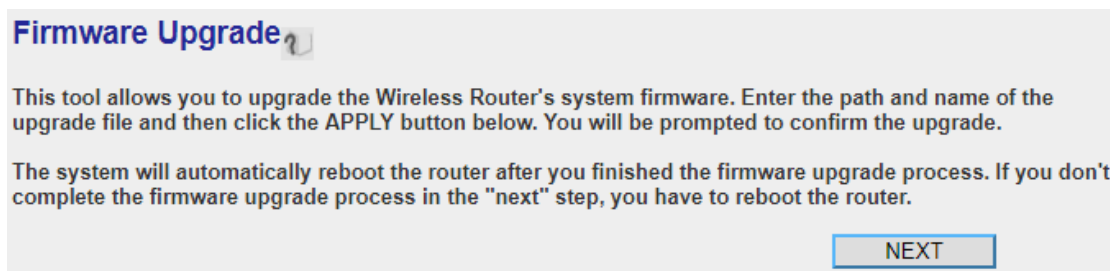 Firmware Upgrade
This tool allows you to upgrade the Wireless Router's system firmware. Enter the path and name of the
upgrade file and then click the APPLY button below. You will be prompted to confirm the upgrade.
The system will automatically reboot the router after you finished the firmware upgrade process. If you don't
complete the firmware upgrade process in the "next" step, you have to reboot the router.
NEXT